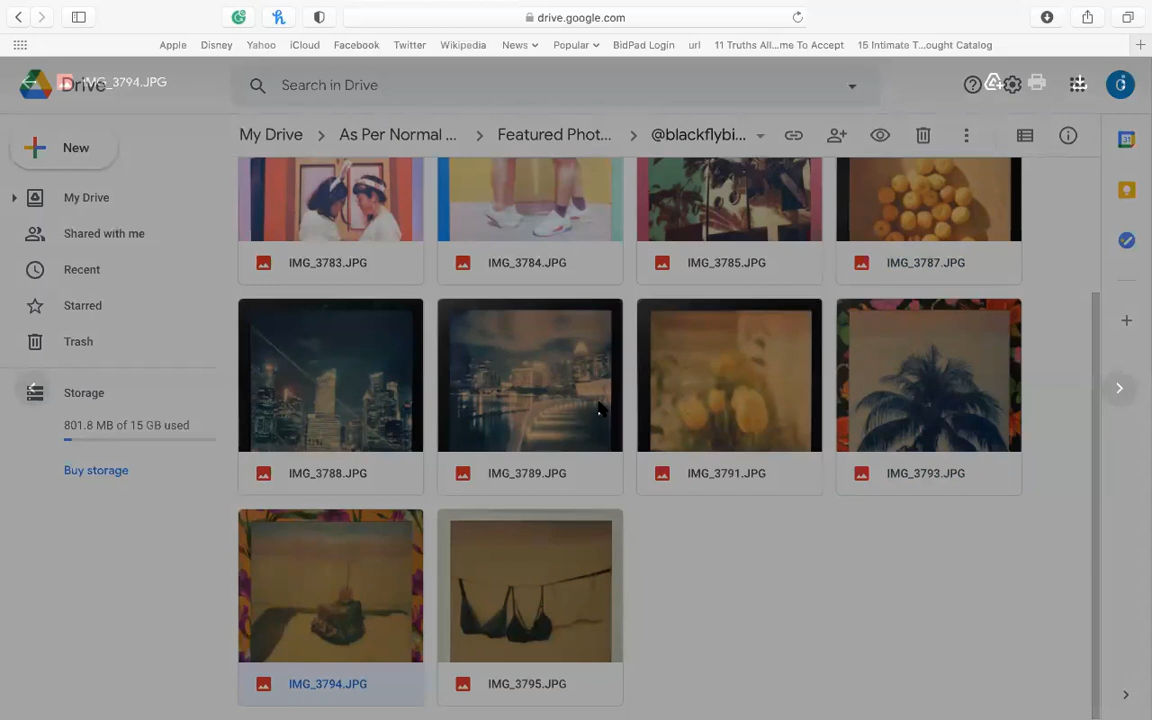 drive.google.com
Apple Disney Yahoo iCloud Facebook Twitter Wikipedia News Popular BidPad Login url 11 Truths All...me To Accept 15 Intimate T...ought Catalog
IMG_3794.JPG
Drive
Search in Drive
G
New
My Drive
As Per Normal ...
Featured Phot...
@blackflybi...
My Drive
Shared with me
Recent
Starred
Trash
Storage
801.8 MB of 15 GB used
Buy storage
31
IMG_3783.JPG
IMG_3784.JPG
IMG_3785.JPG
IMG_3787.JPG
IMG_3788.JPG
IMG_3789.JPG
IMG_3791.JPG
IMG_3793.JPG
IMG_3794.JPG
IMG_3795.JPG